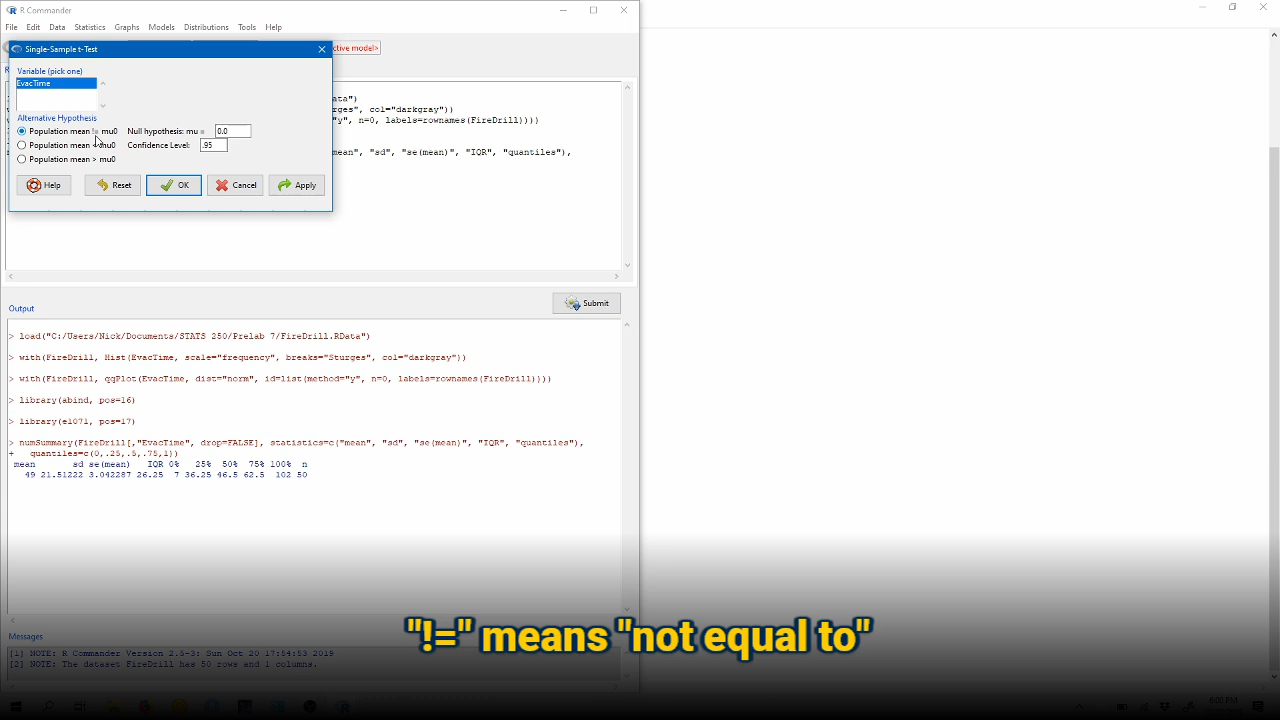 R Commander
File Edit Data Statistics Graphs Models Distributions Tools Help
Single-Sample t-Test
ctive model>
Variable (pick one)
EvacTime
Alternative Hypothesis
Population mean != mu0 Null hypothesis: mu = 0.0
Population mean < mu0 Confidence Level: .95
Population mean > mu0
Help Reset OK Cancel Apply
ata")
ges", col="darkgray"))
"y", n=0, labels=rownames(FireDrill))))
mean", "sd", "se(mean)", "IQR", "quantiles"),
Submit
Output
> load("C:/Users/Nick/Documents/STATS 250/Prelab 7/FireDrill.RData")
> with(FireDrill, Hist(EvacTime, scale="frequency", breaks="Sturges", col="darkgray"))
> with(FireDrill, qqPlot(EvacTime, dist="norm", id=list(method="y", n=0, labels=rownames(FireDrill))))
> library(abind, pos=16)
> library(e1071, pos=17)
> numSummary(FireDrill[,"EvacTime", drop=FALSE], statistics=c("mean", "sd", "se(mean)", "IQR", "quantiles"),
+ quantiles=c(0,.25,.5,.75,1))
mean sd se(mean) IQR 0% 25% 50% 75% 100% n
49 21.51222 3.042287 26.25 7 36.25 46.5 62.5 102 50
"!=" means "not equal to"
Messages
[1] NOTE: R Commander Version 2.5-3: Sun Oct 20 17:54:53 2019
[2] NOTE: The dataset FireDrill has 50 rows and 1 columns.
6:00 PM